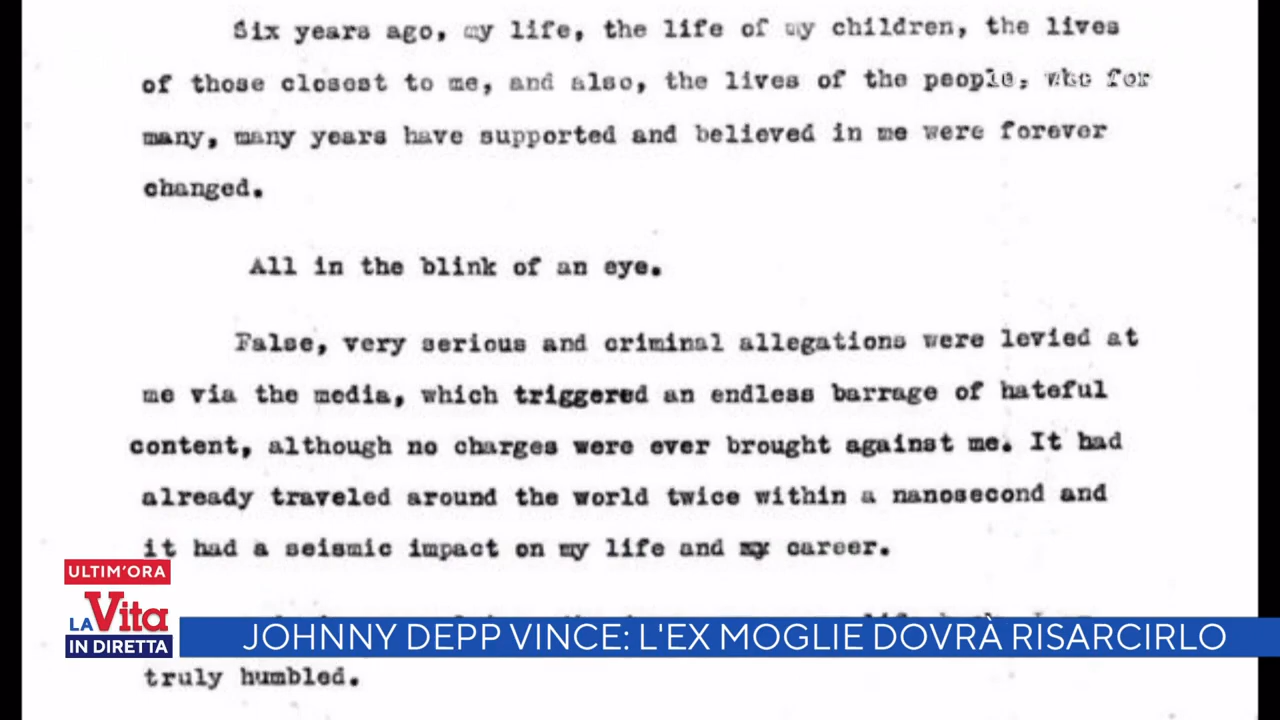 Six years ago, my life, the life of my children, the lives
of those closest to me, and also, the lives of the people, who for
many, many years have supported and believed in me were forever
changed.
All in the blink of an eye.
False, very serious and criminal allegations were levied at
me via the media, which triggered an endless barrage of hateful
content, although no charges were ever brought against me. It had
already traveled around the world twice within a nanosecond and
it had a seismic impact on my life and my career.
ULTIM'ORA
LA Vita
IN DIRETTA
JOHNNY DEPP VINCE: L'EX MOGLIE DOVRÀ RISARCIRLO
truly humbled.